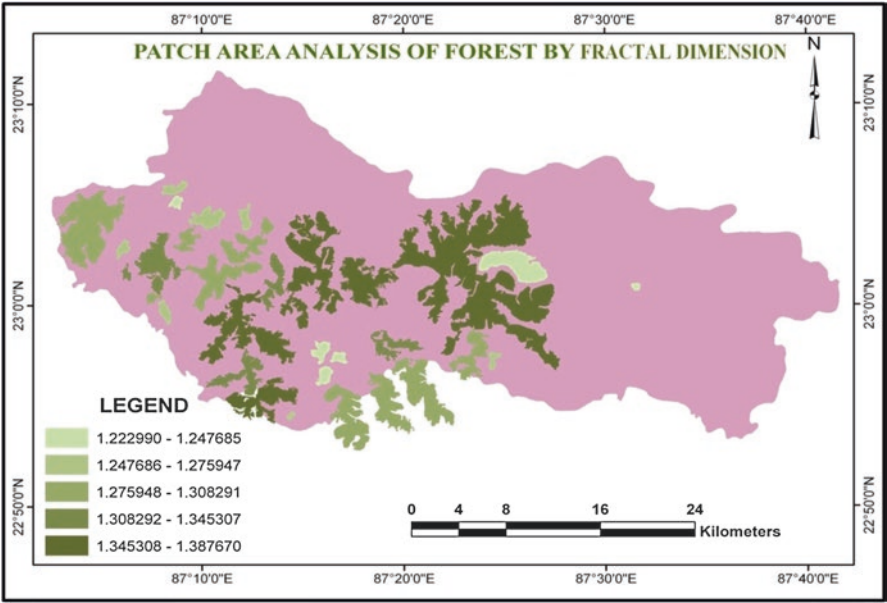 87°10'0"E 87°20'0"E 87°30'0"E 87°40'0"E
PATCH AREA ANALYSIS OF FOREST BY FRACTAL DIMENSION
N
23°10'0"N 23°10'0"N
23°0'0"N 23°0'0"N
LEGEND
1.222990 - 1.247685
1.247686 - 1.275947
1.275948 - 1.308291
1.308292 - 1.345307
1.345308 - 1.387670
22°50'0"N 22°50'0"N
0 4 8 16 24
Kilometers
87°10'0"E 87°20'0"E 87°30'0"E 87°40'0"E